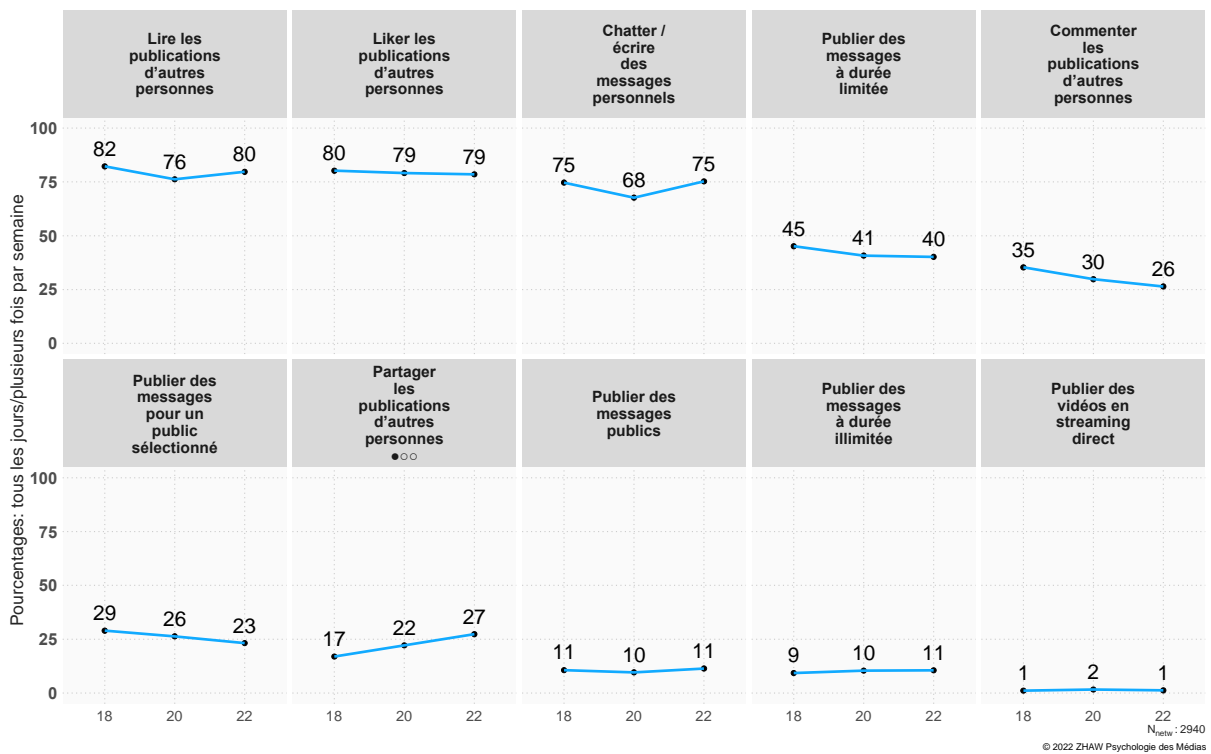 Lire les
publications
d'autres
personnes
Liker les
publications
d'autres
personnes
Chatter /
écrire
des
messages
personnels
Publier des
messages
à durée
limitée
Commenter
les
publications
d'autres
personnes
Pourcentages: tous les jours/plusieurs fois par semaine
100
75
50
25
0
82 76 80
80 79 79
75 68 75
45 41 40
35 30 26
Publier des
messages
pour un
public
sélectionné
Partager
les
publications
d'autres
personnes
●○○
Publier des
messages
publics
Publier des
messages
à durée
illimitée
Publier des
vidéos en
streaming
direct
100
75
50
25
0
29 26 23
17 22 27
11 10 11
9 10 11
1 2 1
18 20 22
18 20 22
18 20 22
18 20 22
18 20 22
Nnetw : 2940
© 2022 ZHAW Psychologie des Médias